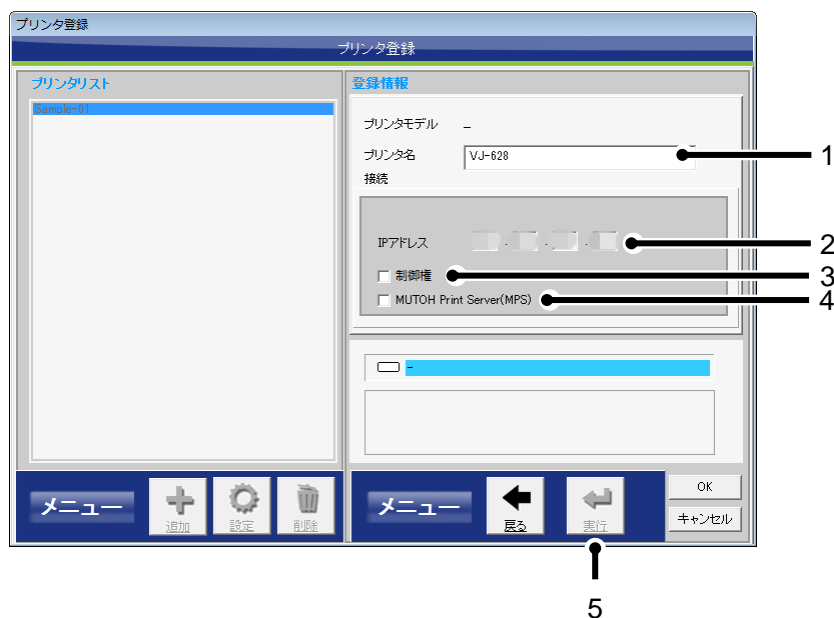 プリンタ登録
プリンタ登録
プリンタリスト
Sample-01
登録情報
プリンタモデル –
プリンタ名 VJ-628
1
接続
IPアドレス . . .
2
制御権
3
MUTOH Print Server(MPS)
4
-
メニュー
追加
設定
削除
メニュー
戻る
実行
OK
キャンセル
5